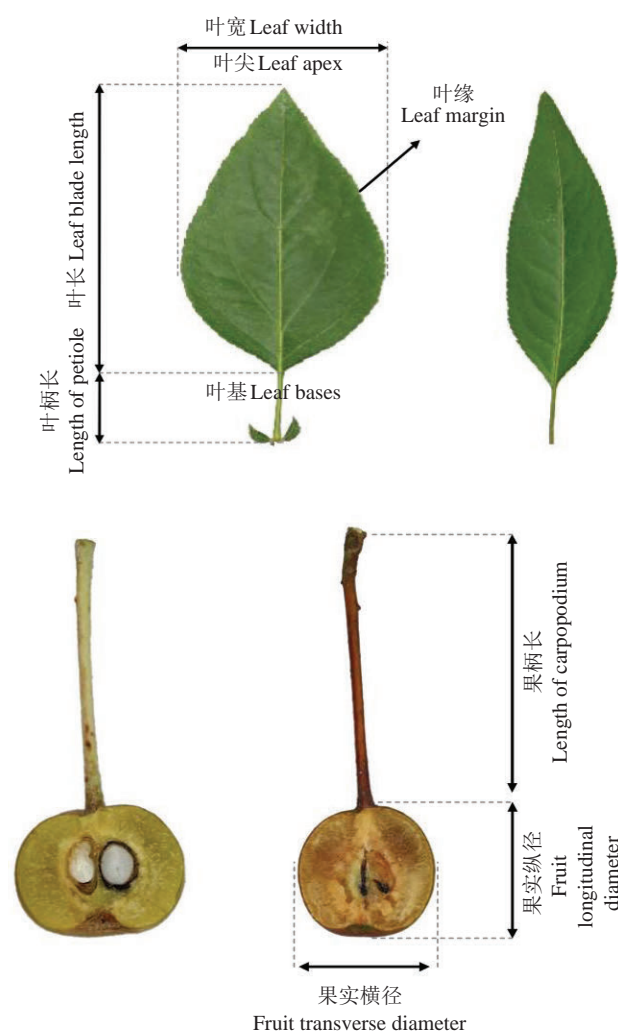 叶宽 Leaf width
叶尖 Leaf apex
叶缘
Leaf margin
叶长 Leaf blade length
叶柄长
Length of petiole
叶基 Leaf bases
果柄长
Length of carpopodium
果实纵径
Fruit
longitudinal
diameter
果实横径
Fruit transverse diameter